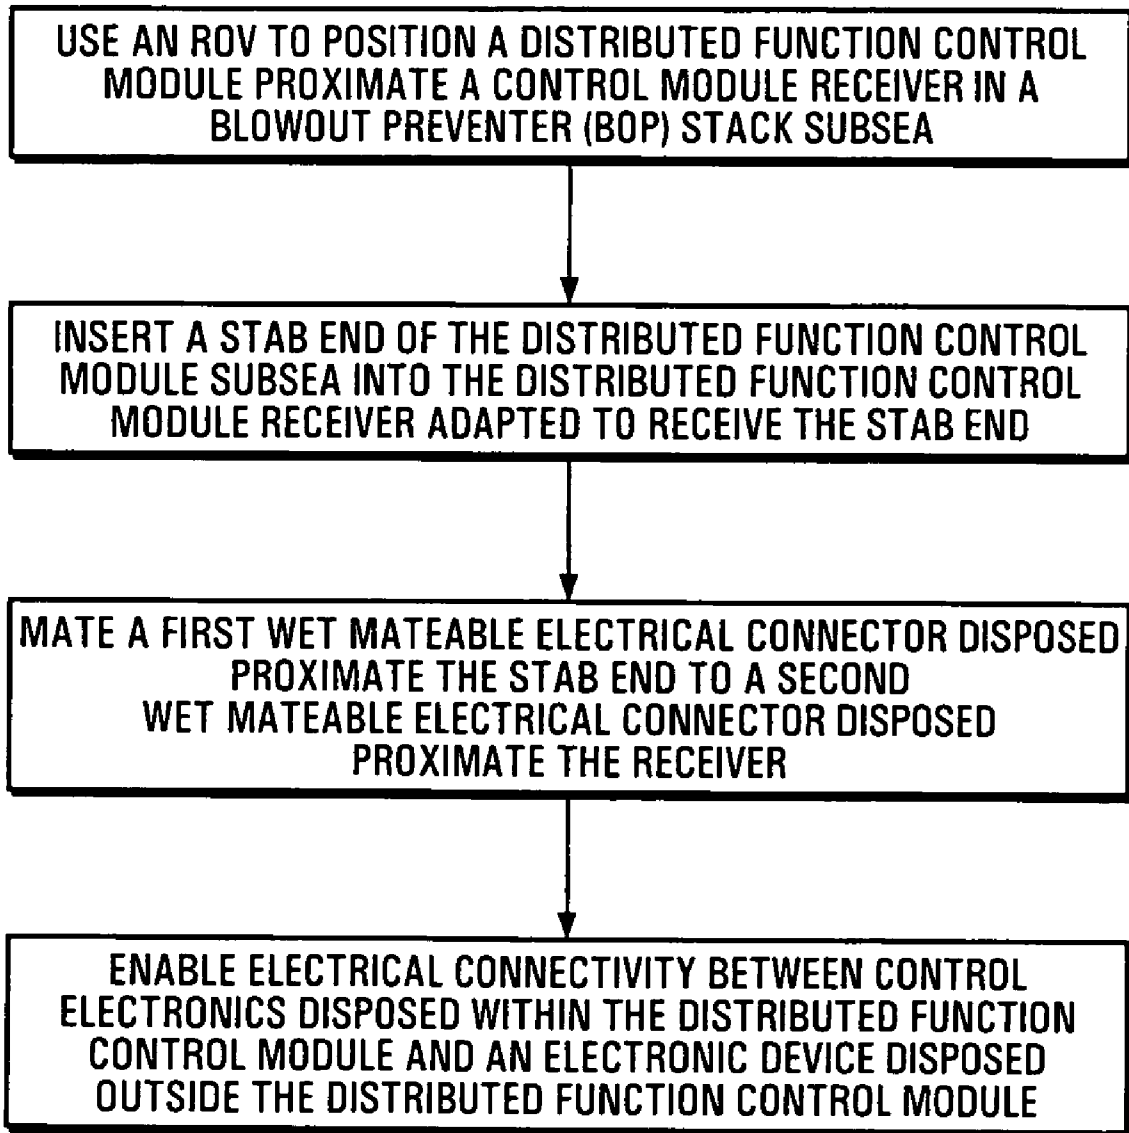 USE AN ROV TO POSITION A DISTRIBUTED FUNCTION CONTROL
MODULE PROXIMATE A CONTROL MODULE RECEIVER IN A
BLOWOUT PREVENTER (BOP) STACK SUBSEA
INSERT A STAB END OF THE DISTRIBUTED FUNCTION CONTROL
MODULE SUBSEA INTO THE DISTRIBUTED FUNCTION CONTROL
MODULE RECEIVER ADAPTED TO RECEIVE THE STAB END
MATE A FIRST WET MATEABLE ELECTRICAL CONNECTOR DISPOSED
PROXIMATE THE STAB END TO A SECOND
WET MATEABLE ELECTRICAL CONNECTOR DISPOSED
PROXIMATE THE RECEIVER
ENABLE ELECTRICAL CONNECTIVITY BETWEEN CONTROL
ELECTRONICS DISPOSED WITHIN THE DISTRIBUTED FUNCTION
CONTROL MODULE AND AN ELECTRONIC DEVICE DISPOSED
OUTSIDE THE DISTRIBUTED FUNCTION CONTROL MODULE